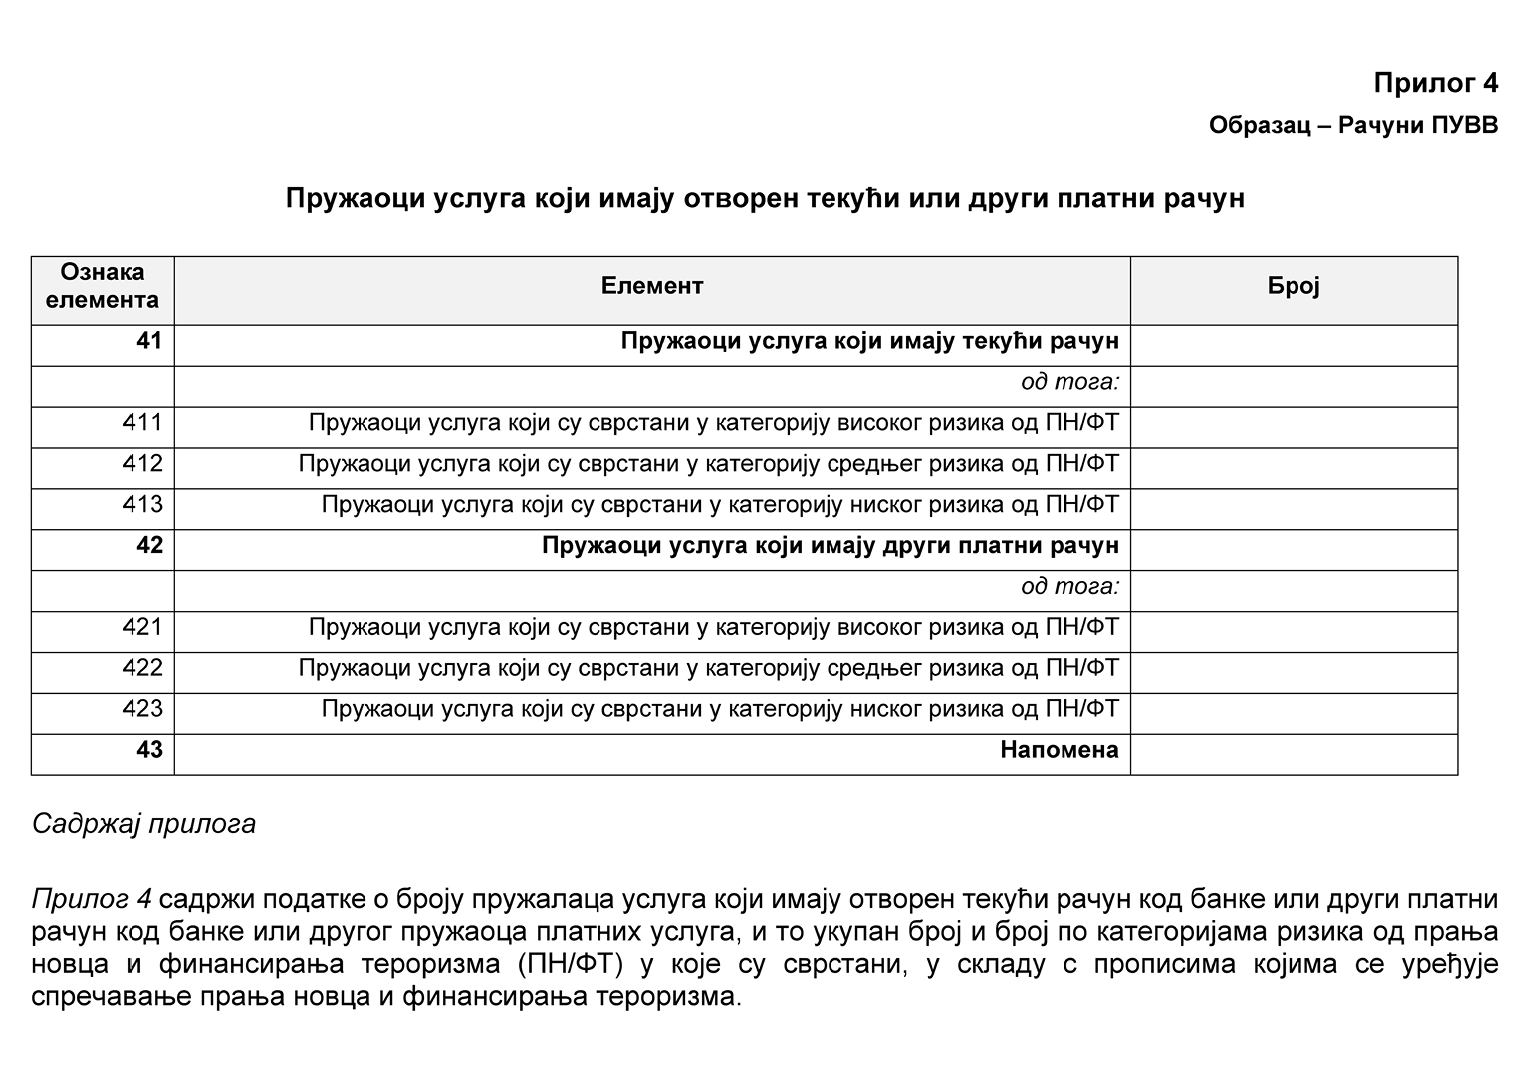 Прилог 4
Образац – Рачуни ПУВВ
Пружаоци услуга који имају отворен текући или други платни рачун
Ознака елемента Елемент Број
41 Пружаоци услуга који имају текући рачун
од тога:
411 Пружаоци услуга који су сврстани у категорију високог ризика од ПН/ФТ
412 Пружаоци услуга који су сврстани у категорију средњег ризика од ПН/ФТ
413 Пружаоци услуга који су сврстани у категорију ниског ризика од ПН/ФТ
42 Пружаоци услуга који имају други платни рачун
од тога:
421 Пружаоци услуга који су сврстани у категорију високог ризика од ПН/ФТ
422 Пружаоци услуга који су сврстани у категорију средњег ризика од ПН/ФТ
423 Пружаоци услуга који су сврстани у категорију ниског ризика од ПН/ФТ
43 Напомена
Садржај прилога
Прилог 4 садржи податке о броју пружалаца услуга који имају отворен текући рачун код банке или други платни
рачун код банке или другог пружаоца платних услуга, и то укупан број и број по категоријама ризика од прања
новца и финансирања тероризма (ПН/ФТ) у које су сврстани, у складу с прописима којима се уређује
спречавање прања новца и финансирања тероризма.